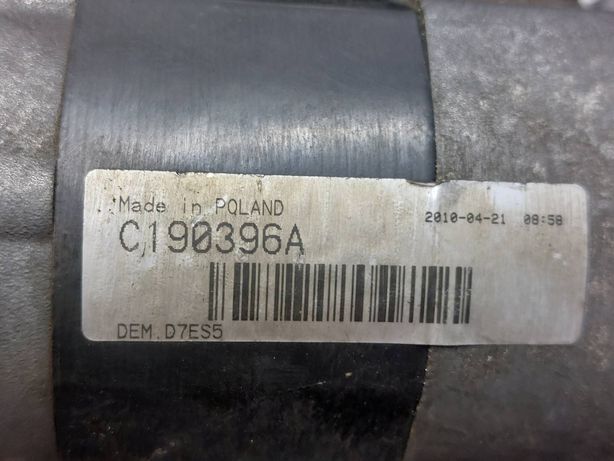 Made in POLAND
2010-04-21 08:58
C190396A
DEM.D7ES5